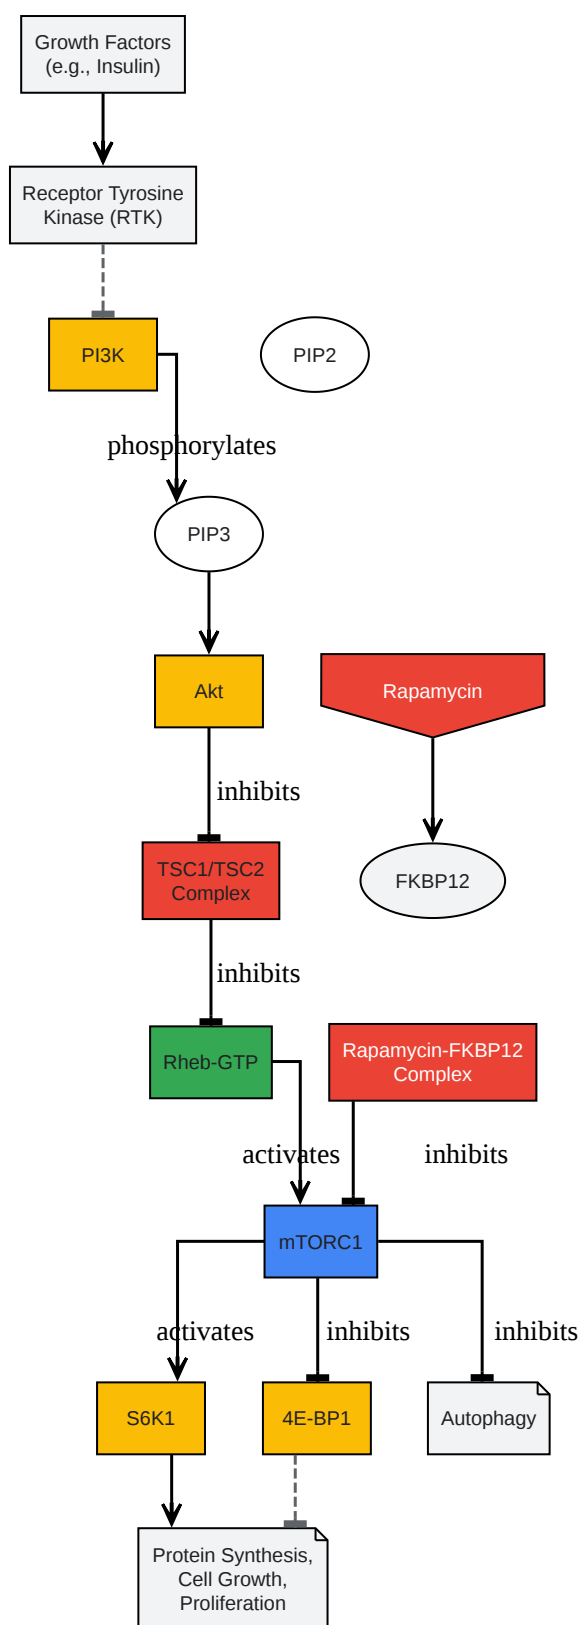 Growth Factors
(e.g., Insulin)
Receptor Tyrosine
Kinase (RTK)
PI3K
PIP2
phosphorylates
PIP3
Akt
Rapamycin
inhibits
TSC1/TSC2
Complex
FKBP12
inhibits
Rheb-GTP
Rapamycin-FKBP12
Complex
activates
inhibits
mTORC1
activates
inhibits
inhibits
S6K1
4E-BP1
Autophagy
Protein Synthesis,
Cell Growth,
Proliferation